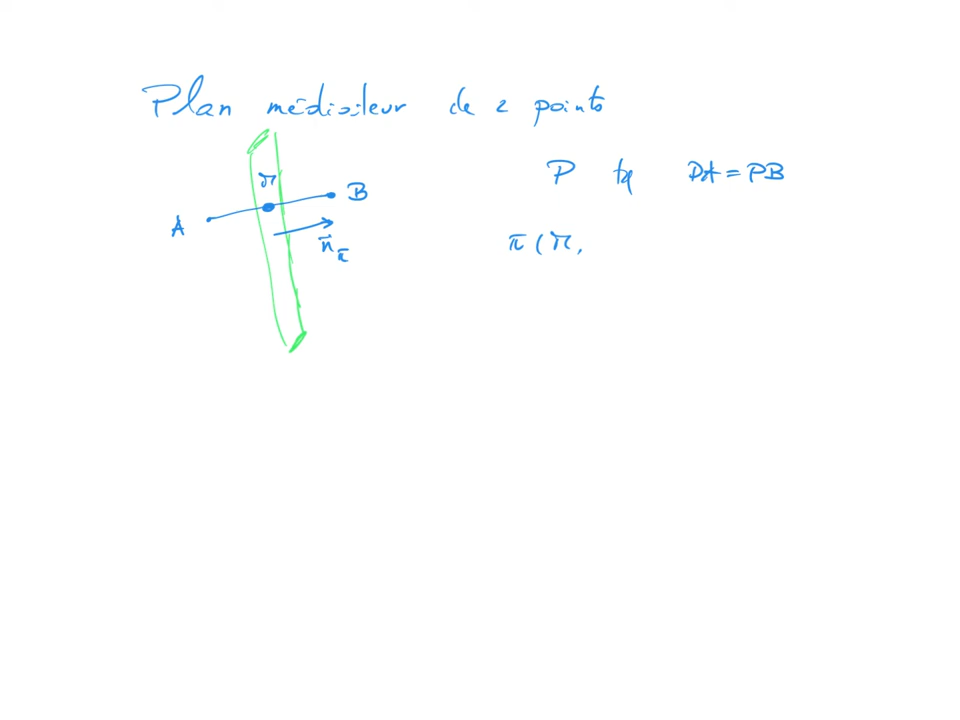 Plan médiateur de 2 points
P tq PA = PB
M
B
A
n⃗π
π(M,